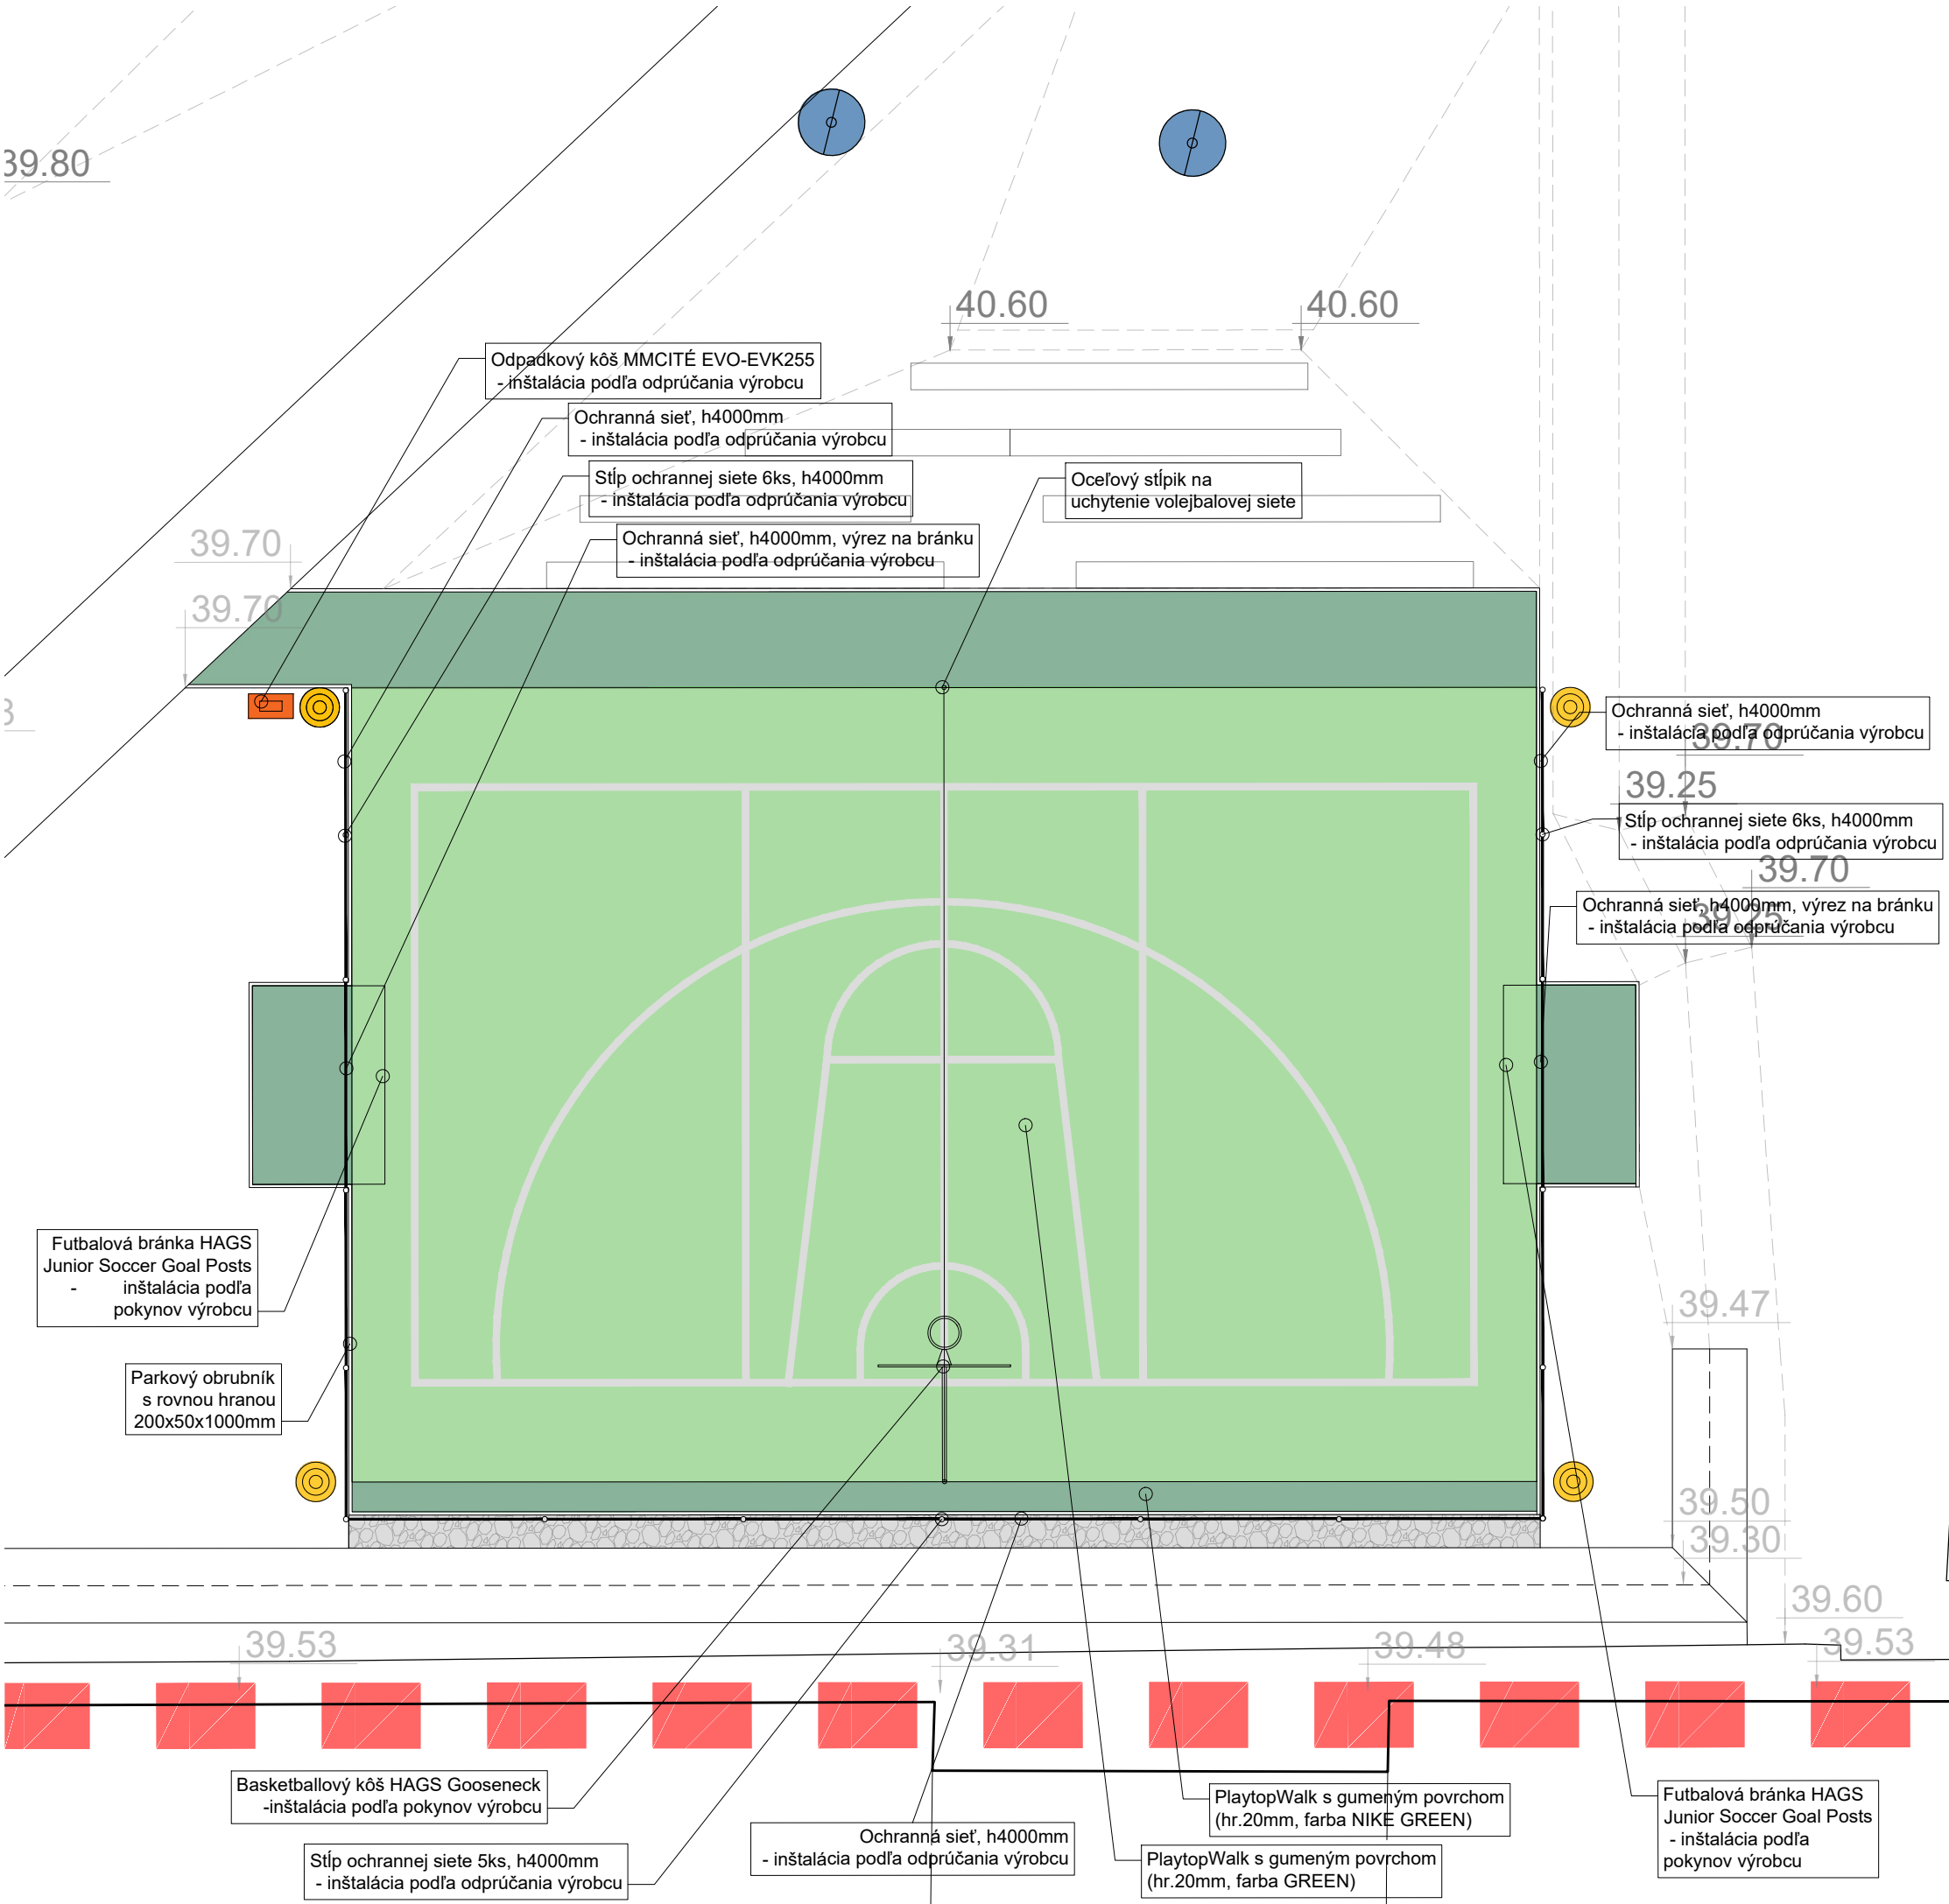 39.80
40.60
40.60
Odpadkový kôš MMCITÉ EVO-EVK255
- inštalácia podľa odprúčania výrobcu
Ochranná sieť, h4000mm
- inštalácia podľa odprúčania výrobcu
Stĺp ochrannej siete 6ks, h4000mm
- inštalácia podľa odprúčania výrobcu
Oceľový stĺpik na
uchytenie volejbalovej siete
Ochranná sieť, h4000mm, výrez na bránku
- inštalácia podľa odprúčania výrobcu
39.70
39.70
Ochranná sieť, h4000mm
- inštalácia podľa odprúčania výrobcu
39.70
39.25
Stĺp ochrannej siete 6ks, h4000mm
- inštalácia podľa odprúčania výrobcu
39.70
Ochranná sieť, h4000mm, výrez na bránku
- inštalácia podľa odprúčania výrobcu
39.25
Futbalová bránka HAGS
Junior Soccer Goal Posts
- inštalácia podľa
pokynov výrobcu
39.47
Parkový obrubník
s rovnou hranou
200x50x1000mm
39.50
39.30
39.60
39.53
39.31
39.48
39.53
Basketballový kôš HAGS Gooseneck
-inštalácia podľa pokynov výrobcu
Stĺp ochrannej siete 5ks, h4000mm
- inštalácia podľa odprúčania výrobcu
Ochranná sieť, h4000mm
- inštalácia podľa odprúčania výrobcu
PlaytopWalk s gumeným povrchom
(hr.20mm, farba NIKE GREEN)
PlaytopWalk s gumeným povrchom
(hr.20mm, farba GREEN)
Futbalová bránka HAGS
Junior Soccer Goal Posts
- inštalácia podľa
pokynov výrobcu